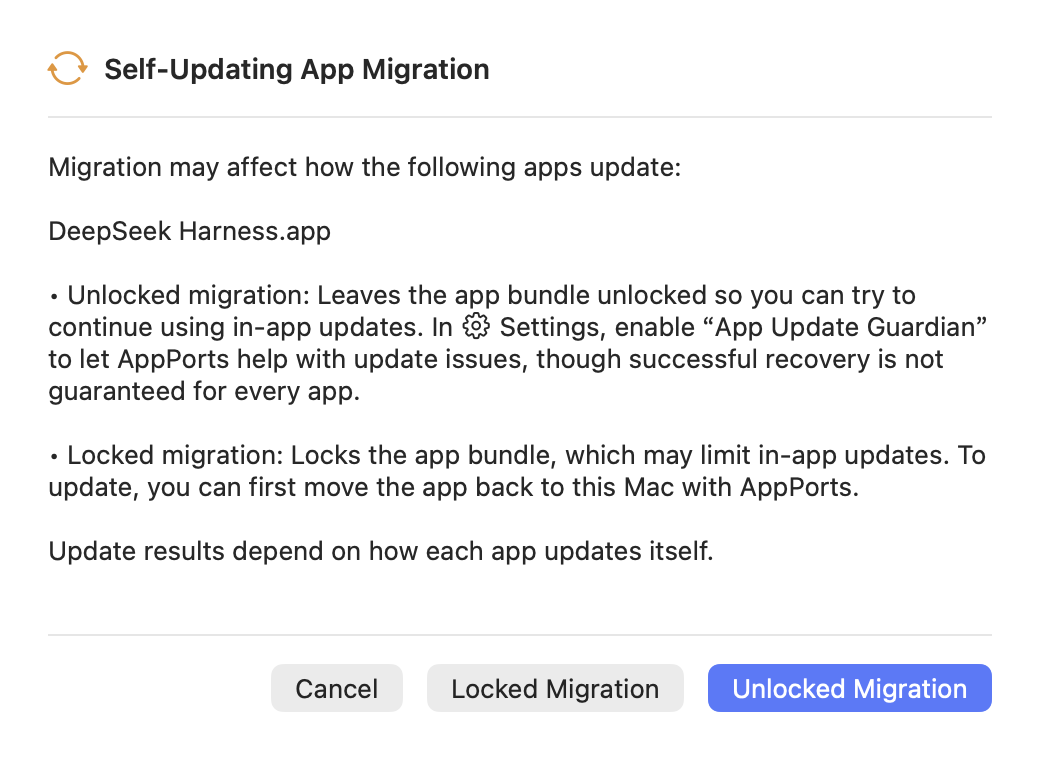 Self-Updating App Migration
Migration may affect how the following apps update:
DeepSeek Harness.app
• Unlocked migration: Leaves the app bundle unlocked so you can try to
continue using in-app updates. In Settings, enable “App Update Guardian”
to let AppPorts help with update issues, though successful recovery is not
guaranteed for every app.
• Locked migration: Locks the app bundle, which may limit in-app updates. To
update, you can first move the app back to this Mac with AppPorts.
Update results depend on how each app updates itself.
Cancel
Locked Migration
Unlocked Migration